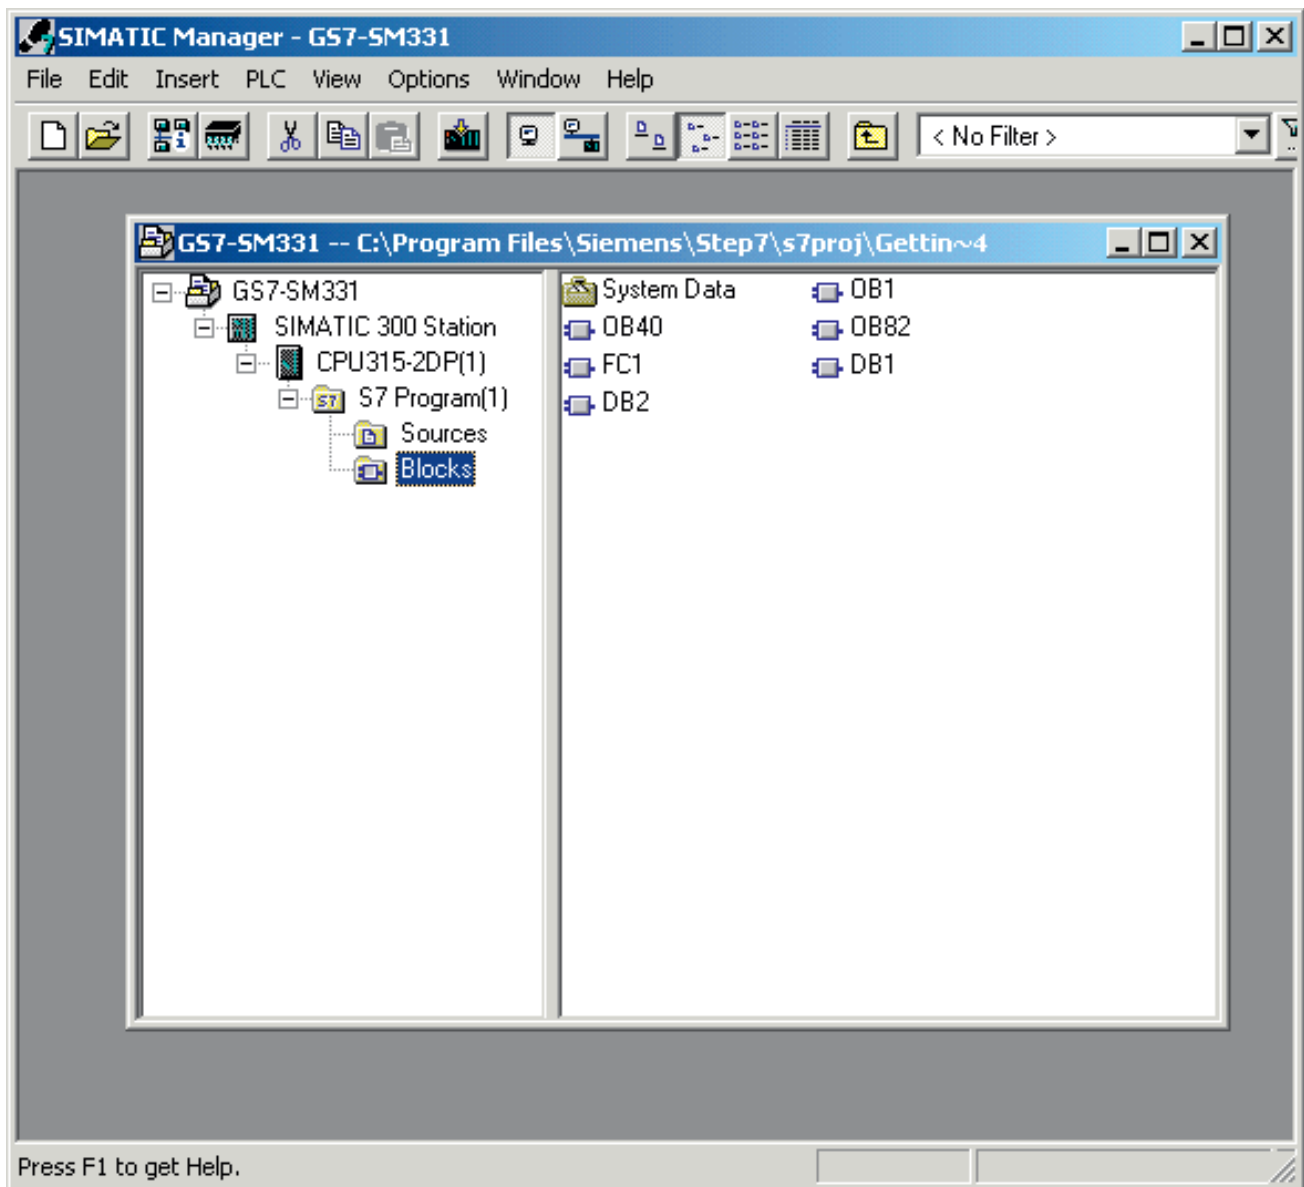 SIMATIC Manager - GS7-SM331
File Edit Insert PLC View Options Window Help
< No Filter >
GS7-SM331 -- C:\Program Files\Siemens\Step7\s7proj\Gettin~4
GS7-SM331
SIMATIC 300 Station
CPU315-2DP(1)
S7 S7 Program(1)
Sources
Blocks
System Data OB1
OB40 OB82
FC1 DB1
DB2
Press F1 to get Help.